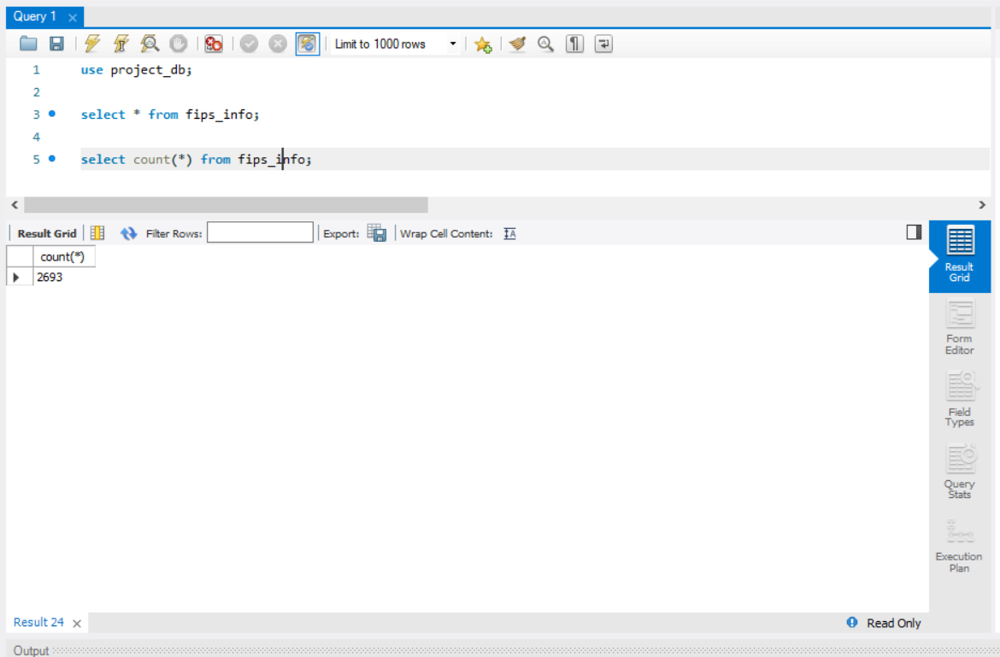 Query 1
Limit to 1000 rows
1 use project_db;
2
3 select * from fips_info;
4
5 select count(*) from fips_info;
Result Grid Filter Rows: Export: Wrap Cell Content:
count(*)
2693
Result
Grid
Form
Editor
Field
Types
Query
Stats
Execution
Plan
Result 24 Read Only
Output